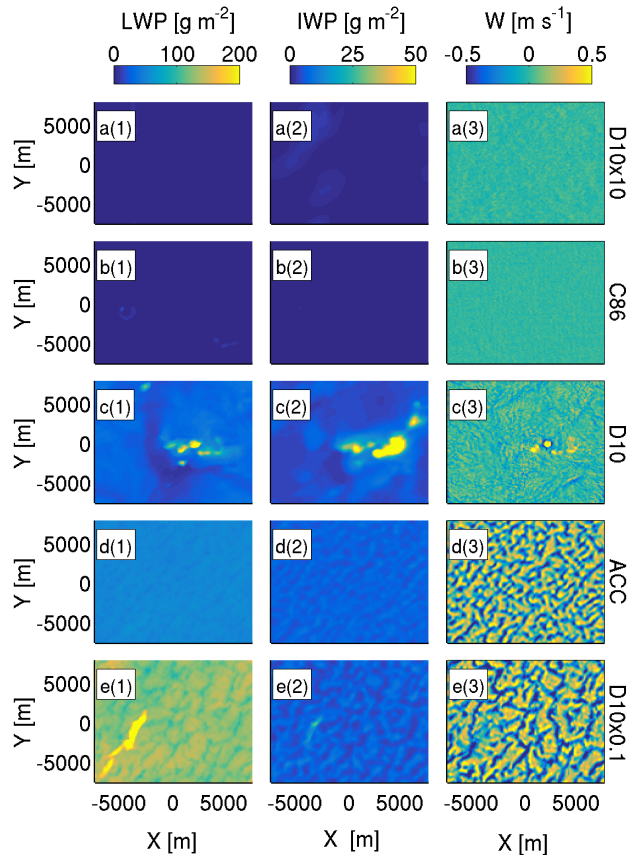 LWP [g m⁻²] IWP [g m⁻²] W [m s⁻¹]
0 100 200 0 25 50 -0.5 0 0.5
5000 0 -5000 Y [m] a(1) a(2) a(3) D10x10
5000 0 -5000 Y [m] b(1) b(2) b(3) C86
5000 0 -5000 Y [m] c(1) c(2) c(3) D10
5000 0 -5000 Y [m] d(1) d(2) d(3) ACC
5000 0 -5000 Y [m] e(1) e(2) e(3) D10x0.1
-5000 0 5000 -5000 0 5000 -5000 0 5000
X [m] X [m] X [m]